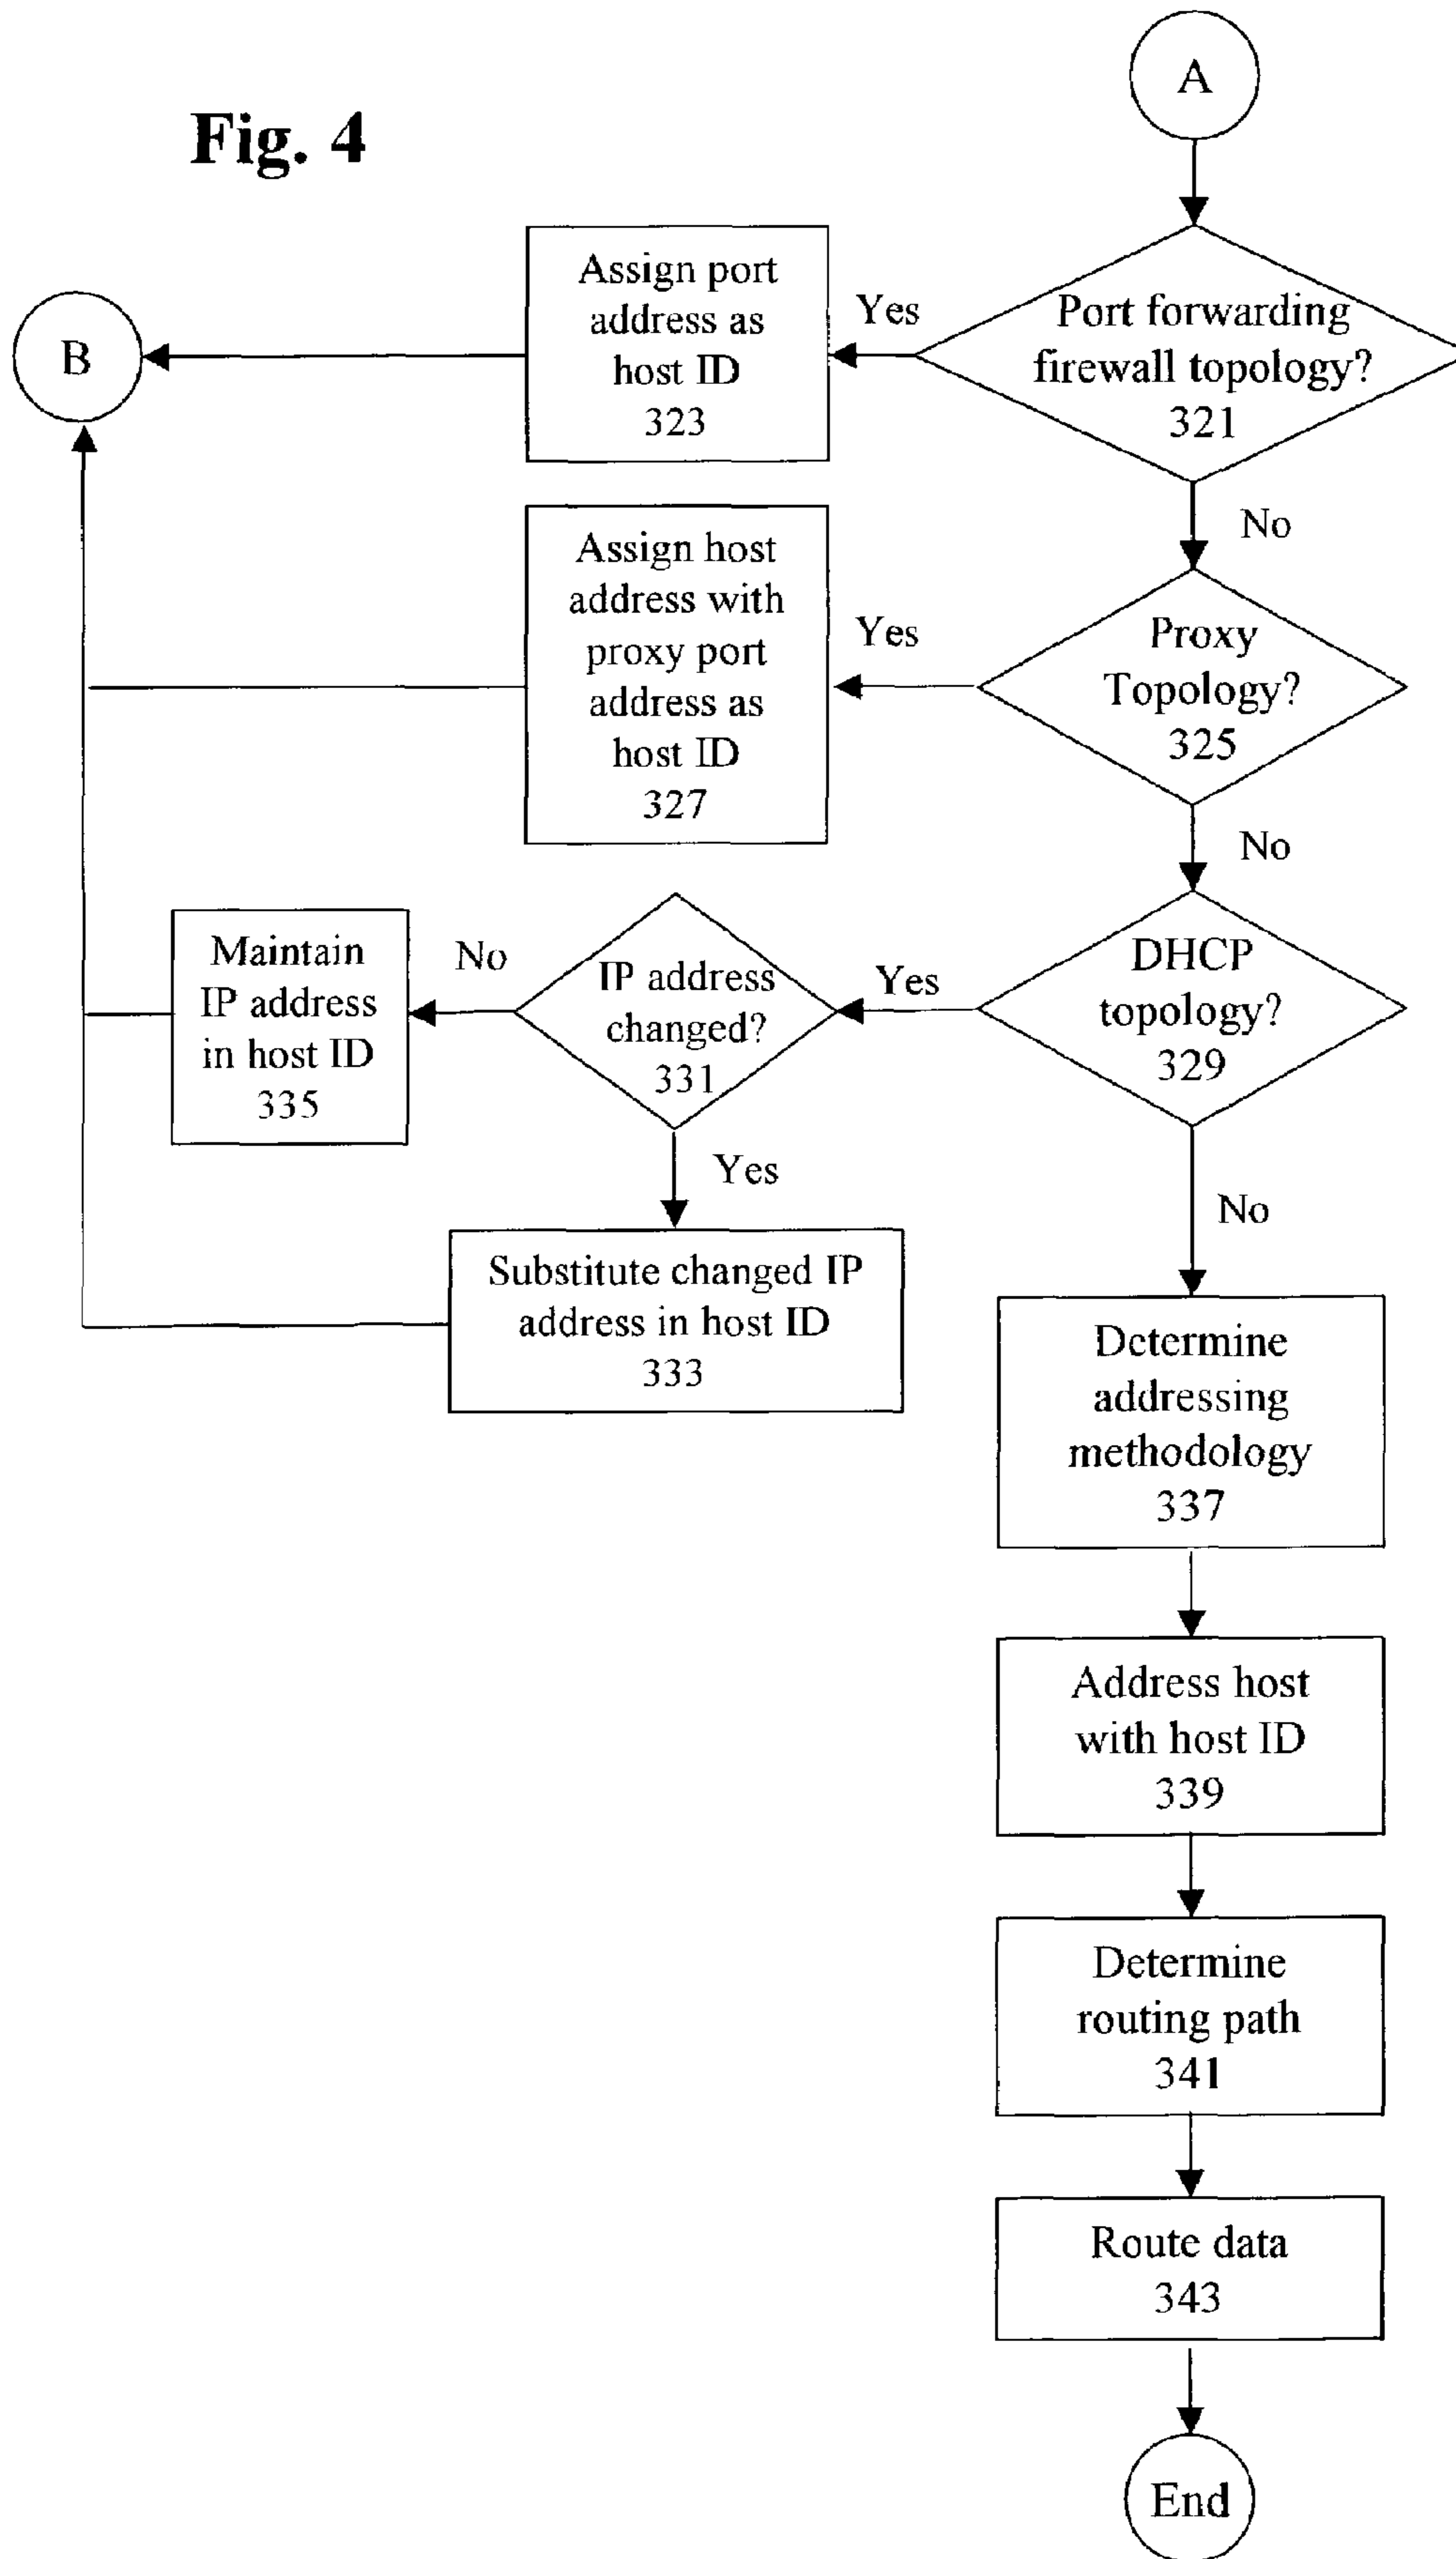 Fig. 4
A
Port forwarding
firewall topology?
321
Yes
Assign port
address as
host ID
323
B
No
Proxy
Topology?
325
Yes
Assign host
address with
proxy port
address as
host ID
327
No
DHCP
topology?
329
Yes
IP address
changed?
331
No
Maintain
IP address
in host ID
335
Yes
Substitute changed IP
address in host ID
333
No
Determine
addressing
methodology
337
Address host
with host ID
339
Determine
routing path
341
Route data
343
End